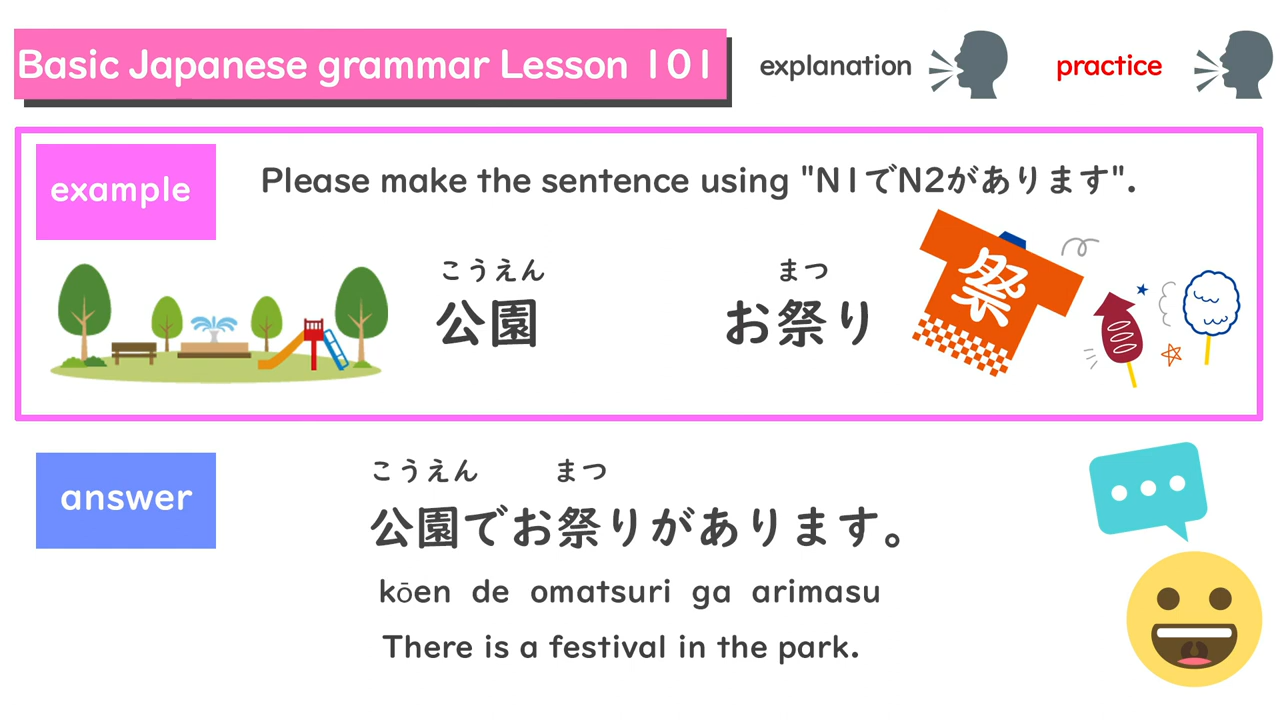 Basic Japanese grammar Lesson 101
explanation
practice
example
Please make the sentence using "N1でN2があります".
こうえん
公園
まつ
お祭り
祭
answer
こうえん まつ
公園でお祭りがあります。
kōen de omatsuri ga arimasu
There is a festival in the park.